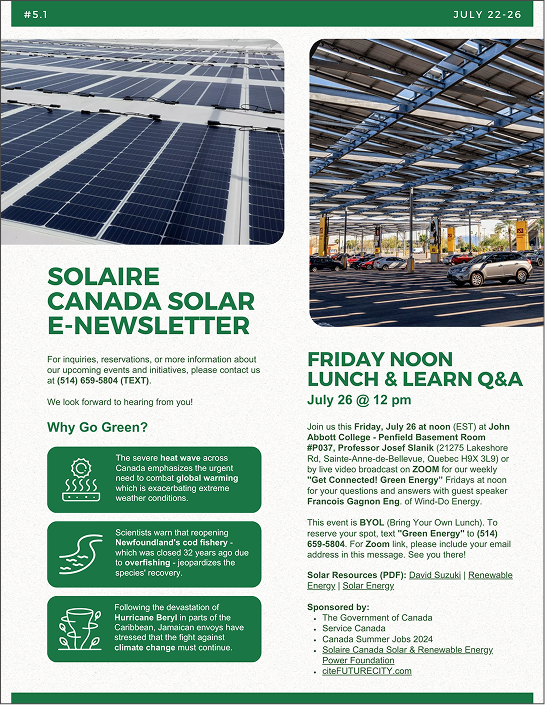 #5.1
JULY 22-26
SOLAIRE
CANADA SOLAR
E-NEWSLETTER
For inquiries, reservations, or more information about
our upcoming events and initiatives, please contact us
at (514) 659-5804 (TEXT).
We look forward to hearing from you!
Why Go Green?
The severe heat wave across
Canada emphasizes the urgent
need to combat global warming
which is exacerbating extreme
weather conditions.
Scientists warn that reopening
Newfoundland's cod fishery -
which was closed 32 years ago due
to overfishing - jeopardizes the
species' recovery.
Following the devastation of
Hurricane Beryl in parts of the
Caribbean, Jamaican envoys have
stressed that the fight against
climate change must continue.
FRIDAY NOON
LUNCH & LEARN Q&A
July 26 @ 12 pm
Join us this Friday, July 26 at noon (EST) at John
Abbott College - Penfield Basement Room
#P037, Professor Josef Slanik (21275 Lakeshore
Rd, Sainte-Anne-de-Bellevue, Quebec H9X 3L9) or
by live video broadcast on ZOOM for our weekly
"Get Connected! Green Energy" Fridays at noon
for your questions and answers with guest speaker
Francois Gagnon Eng. of Wind-Do Energy.
This event is BYOL (Bring Your Own Lunch). To
reserve your spot, text "Green Energy" to (514)
659-5804. For Zoom link, please include your email
address in this message. See you there!
Solar Resources (PDF): David Suzuki | Renewable
Energy | Solar Energy
Sponsored by:
• The Government of Canada
• Service Canada
• Canada Summer Jobs 2024
• Solaire Canada Solar & Renewable Energy
Power Foundation
• citeFUTURECITY.com